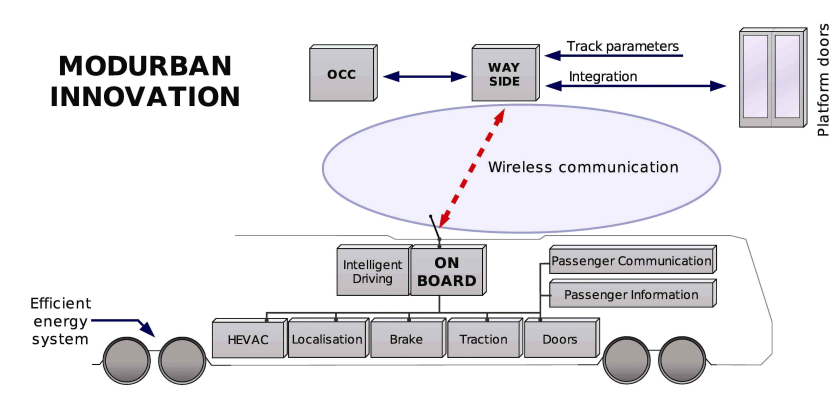 MODURBAN
INNOVATION
OCC
WAY
SIDE
Track parameters
Integration
Platform doors
Wireless communication
Intelligent
Driving
ON
BOARD
Passenger Communication
Passenger Information
Efficient
energy
system
HEVAC
Localisation
Brake
Traction
Doors